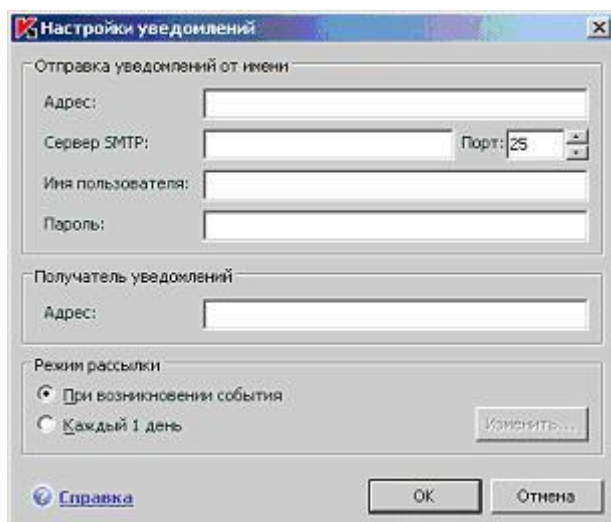 Настройки уведомлений
Отправка уведомлений от имени
Адрес:
Сервер SMTP: Порт: 25
Имя пользователя:
Пароль:
Получатель уведомлений
Адрес:
Режим рассылки
При возникновении события
Каждый 1 день
Изменить...
Справка OK Отмена